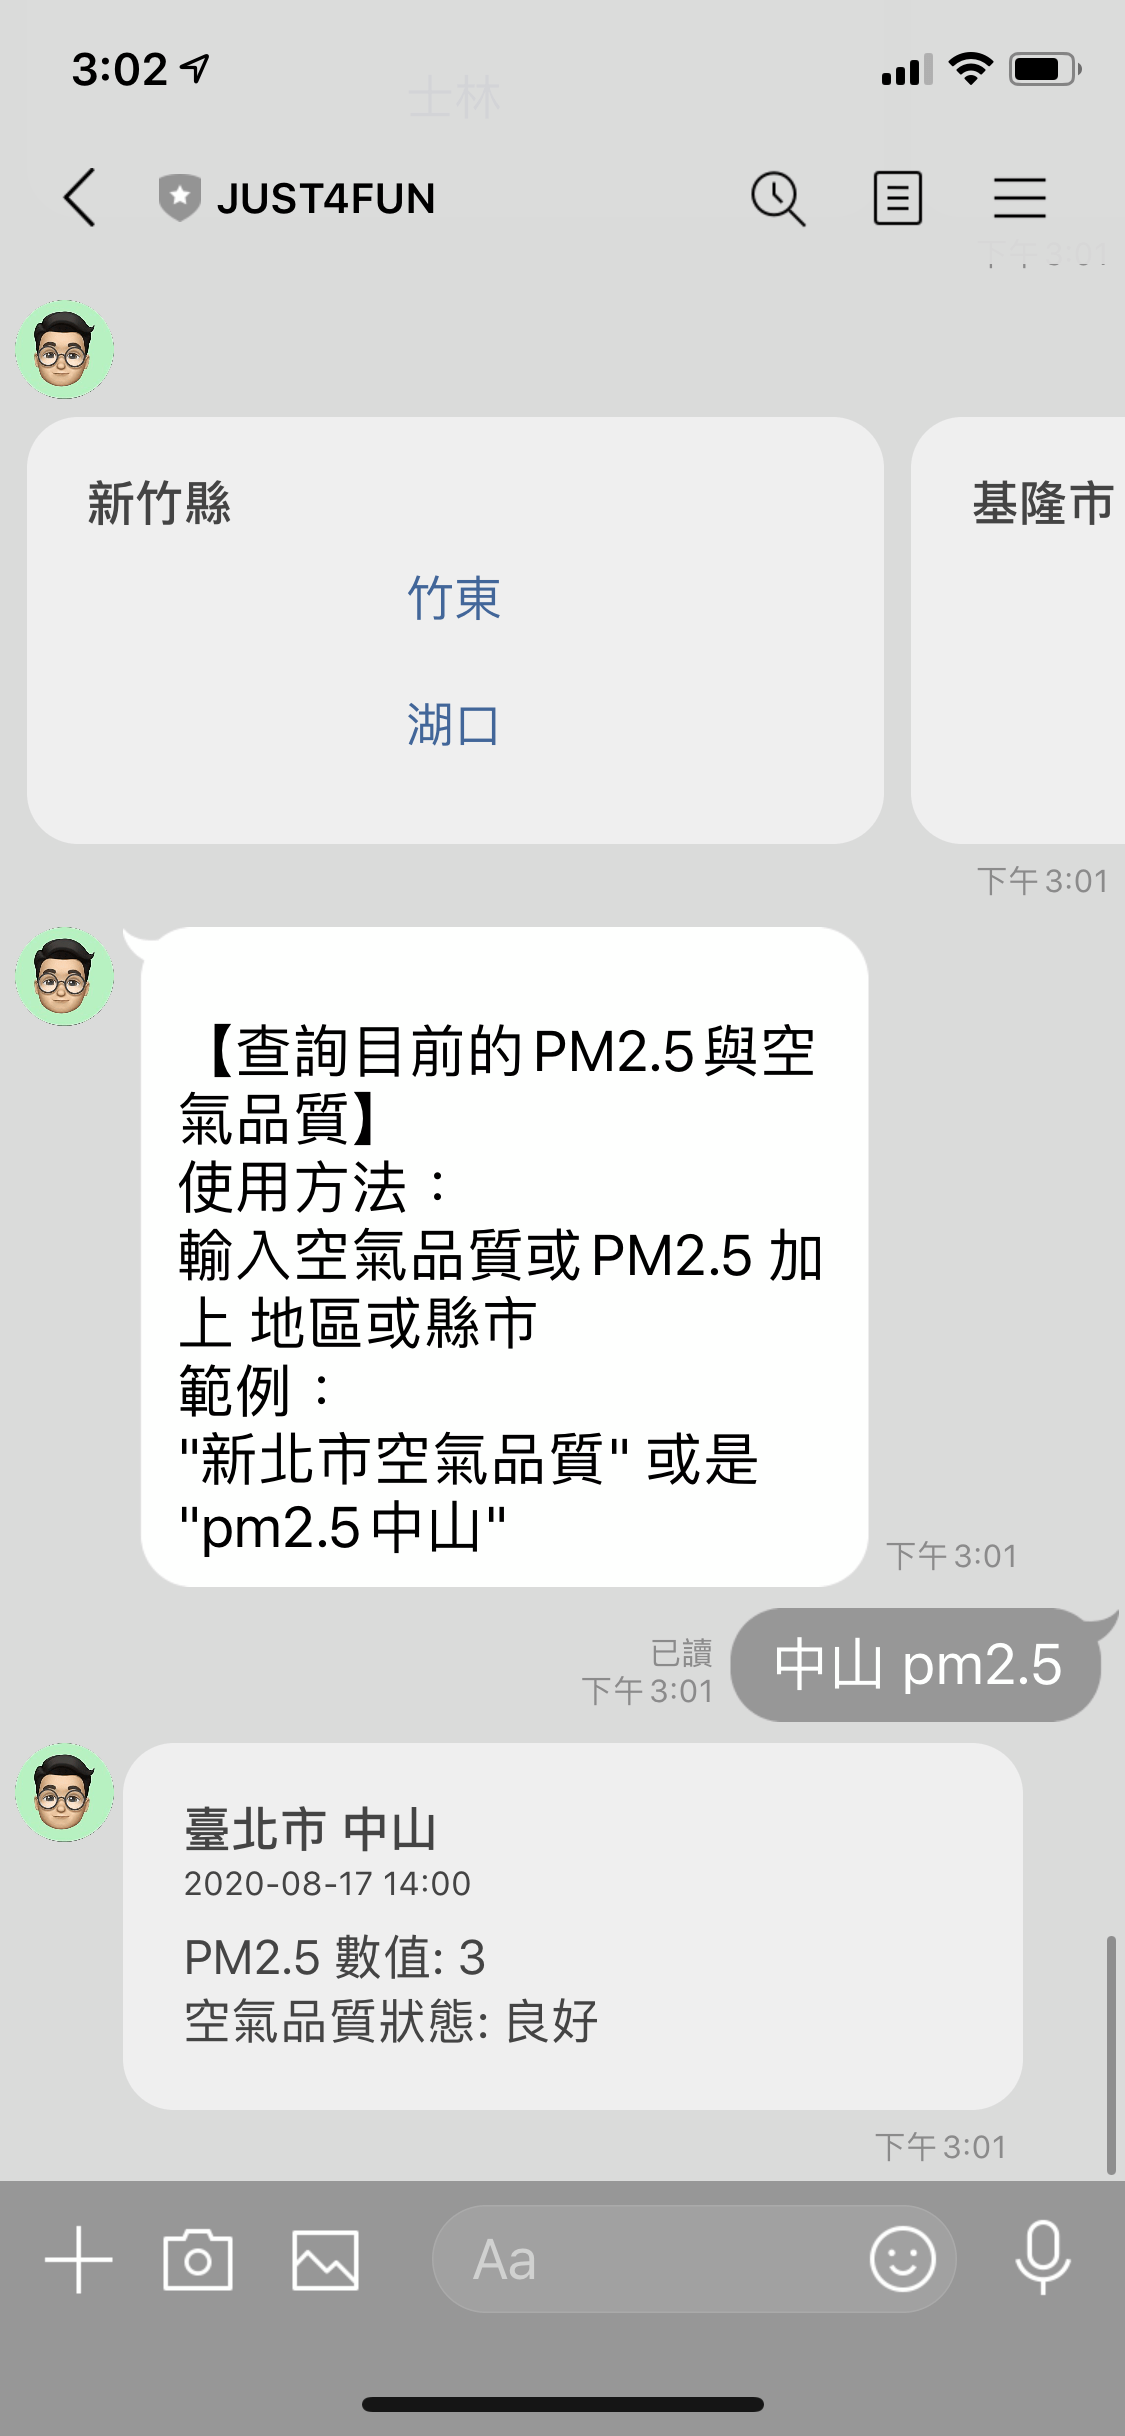 3:02
士林
JUST4FUN
下午 3:01
新竹縣
基隆市
竹東
湖口
下午 3:01
【查詢目前的PM2.5與空
氣品質】
使用方法：
輸入空氣品質或PM2.5 加
上 地區或縣市
範例：
"新北市空氣品質" 或是
"pm2.5中山"
下午 3:01
已讀
下午 3:01
中山 pm2.5
臺北市 中山
2020-08-17 14:00
PM2.5 數值: 3
空氣品質狀態: 良好
下午 3:01
Aa